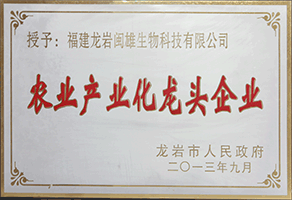 授予：福建龙岩闽雄生物科技有限公司
农业产业化龙头企业
龙岩市人民政府
二〇一三年九月